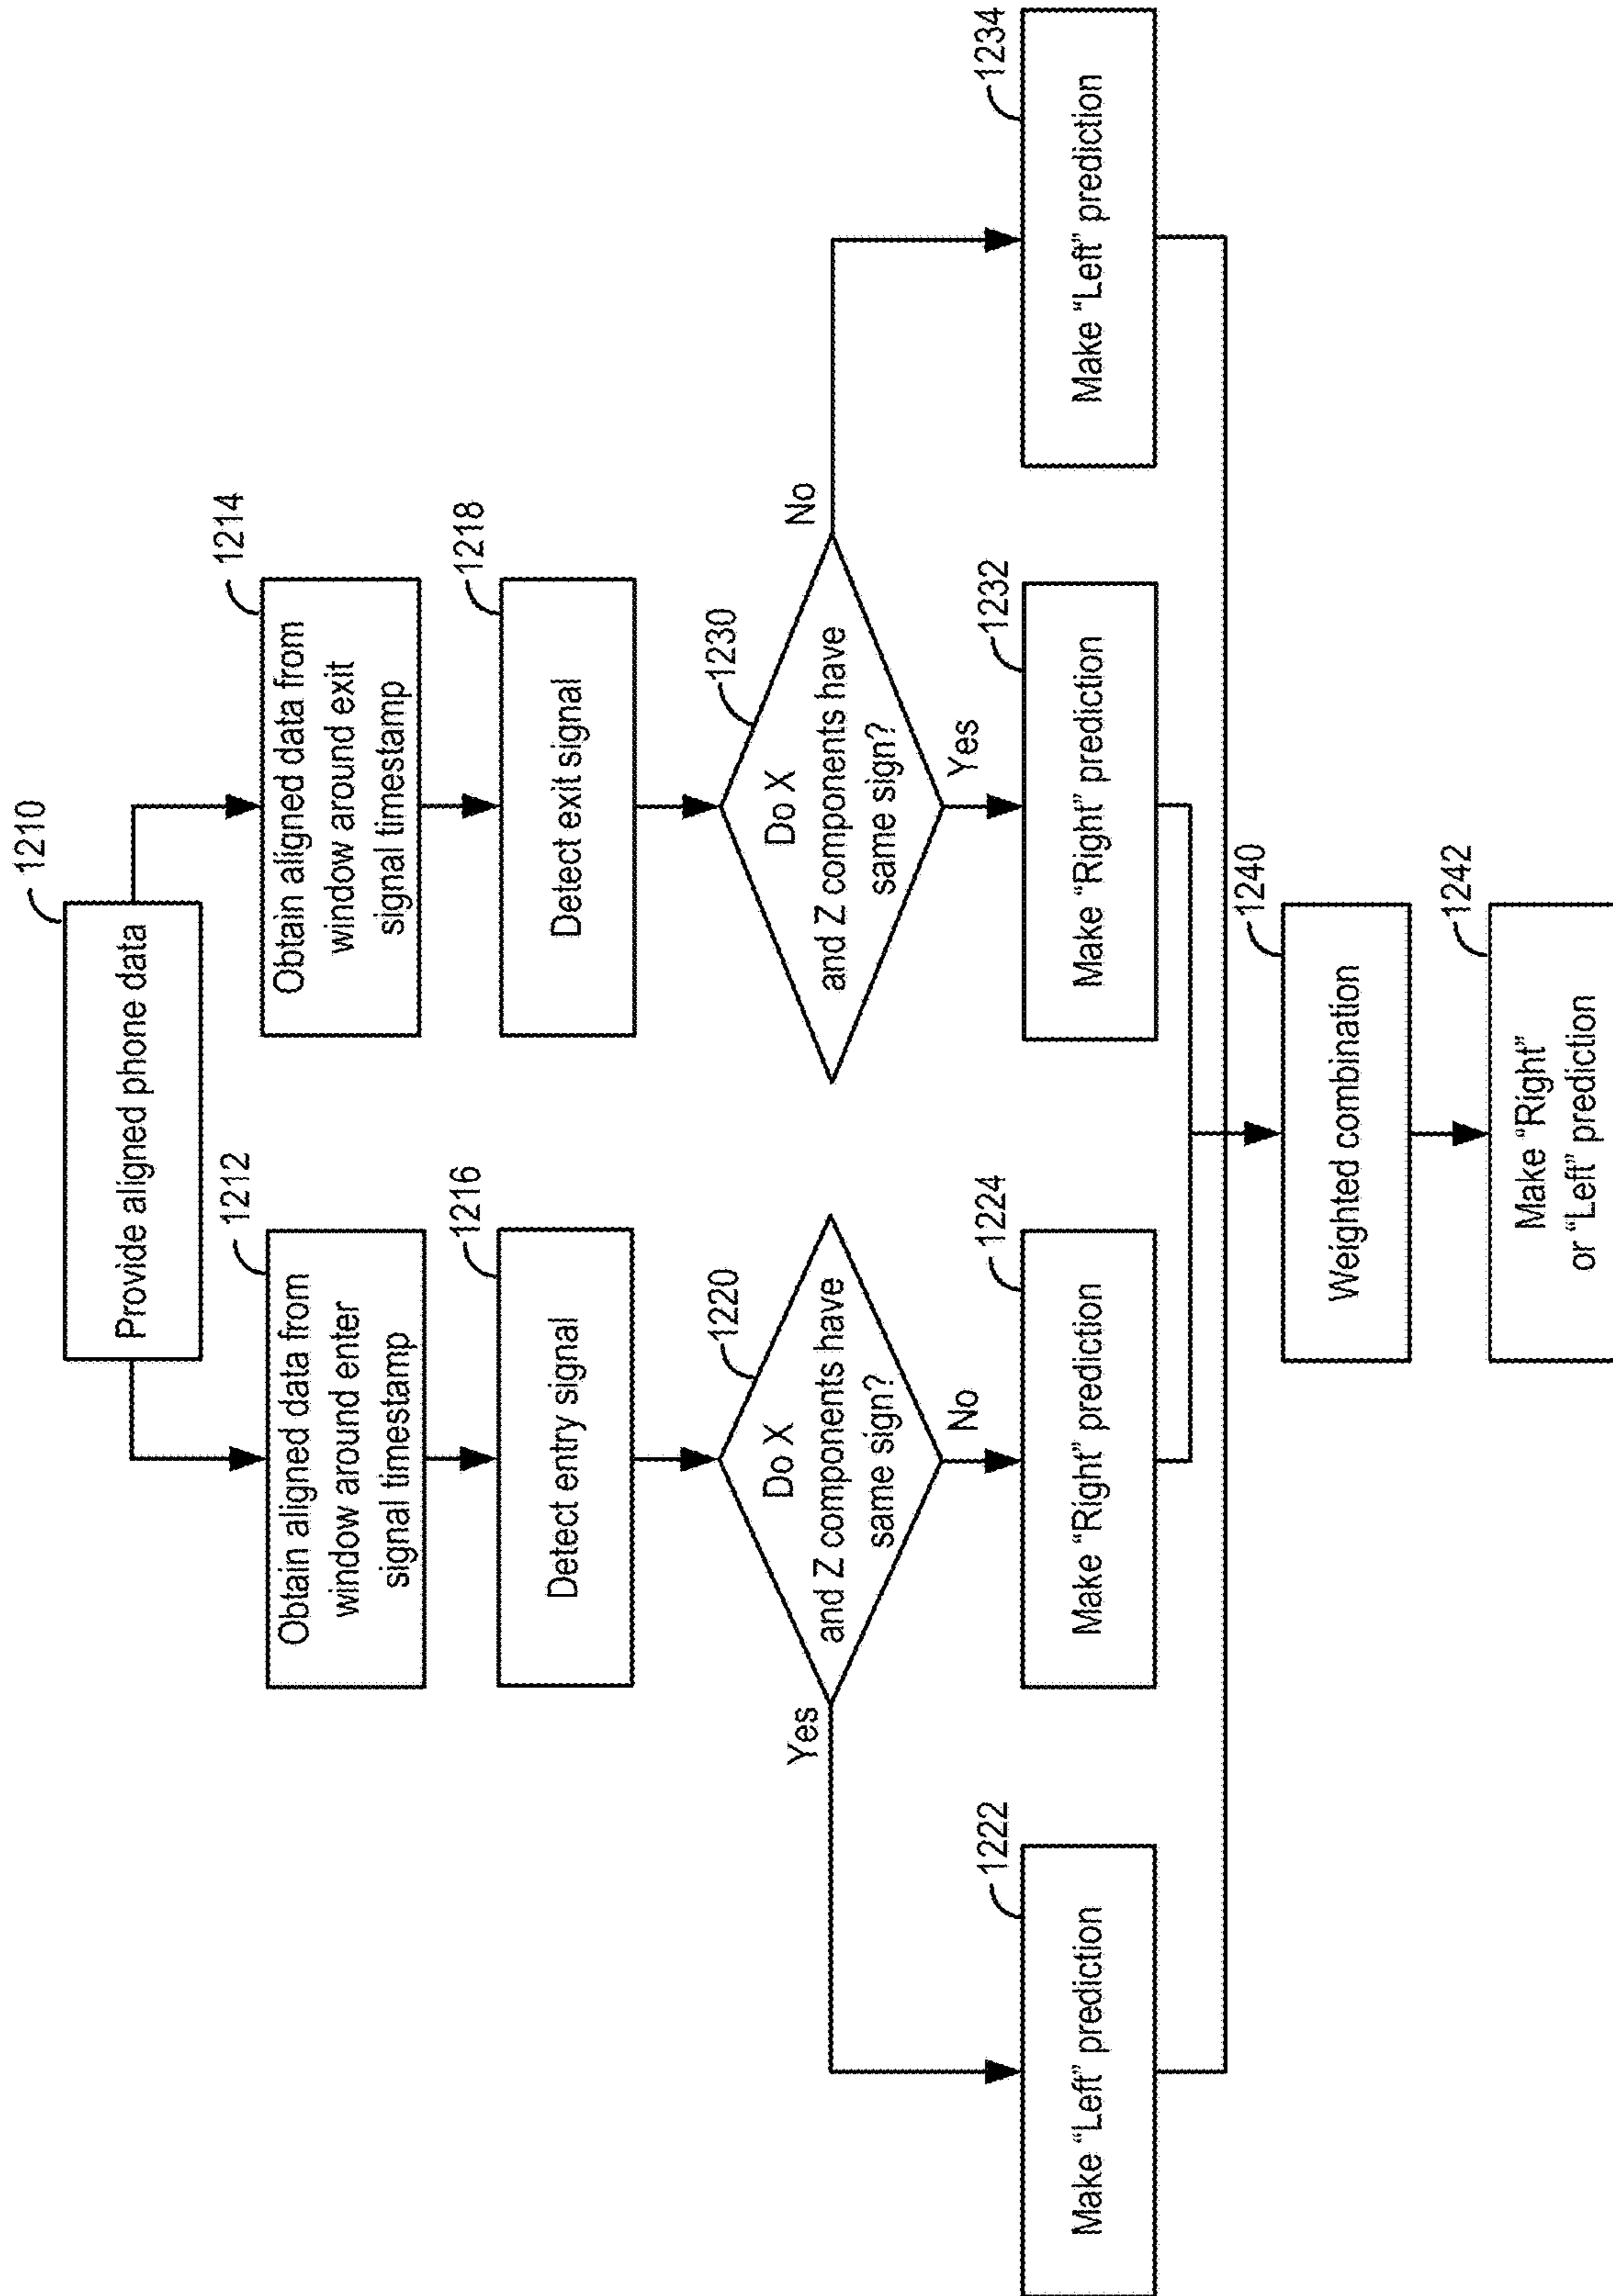 1210
Provide aligned phone data
1212
Obtain aligned data from
window around enter
signal timestamp
1214
Obtain aligned data from
window around exit
signal timestamp
1216
Detect entry signal
1218
Detect exit signal
1220
Do X
and Z components have
same sign?
Yes
No
1230
Do X
and Z components have
same sign?
Yes
No
1222
Make “Left” prediction
1224
Make “Right” prediction
1232
Make “Right” prediction
1234
Make “Left” prediction
1240
Weighted combination
1242
Make “Right”
or “Left” prediction